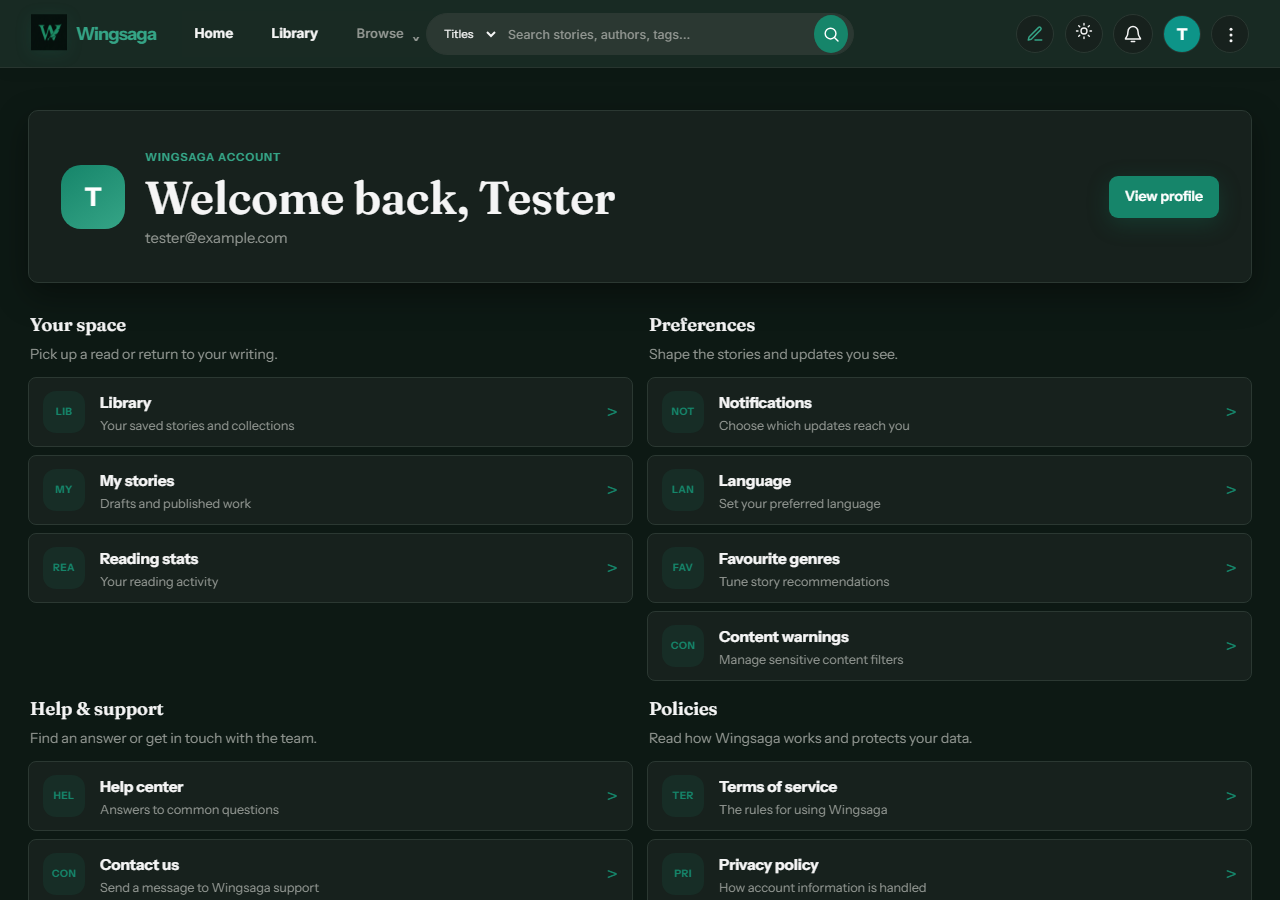 W Wingsaga Home Library Browse Titles Search stories, authors, tags... T
WINGSAGA ACCOUNT
T Welcome back, Tester View profile
tester@example.com
Your space
Pick up a read or return to your writing.
LIB Library >
Your saved stories and collections
MY My stories >
Drafts and published work
REA Reading stats >
Your reading activity
Preferences
Shape the stories and updates you see.
NOT Notifications >
Choose which updates reach you
LAN Language >
Set your preferred language
FAV Favourite genres >
Tune story recommendations
CON Content warnings >
Manage sensitive content filters
Help & support
Find an answer or get in touch with the team.
HEL Help center >
Answers to common questions
CON Contact us >
Send a message to Wingsaga support
Policies
Read how Wingsaga works and protects your data.
TER Terms of service >
The rules for using Wingsaga
PRI Privacy policy >
How account information is handled